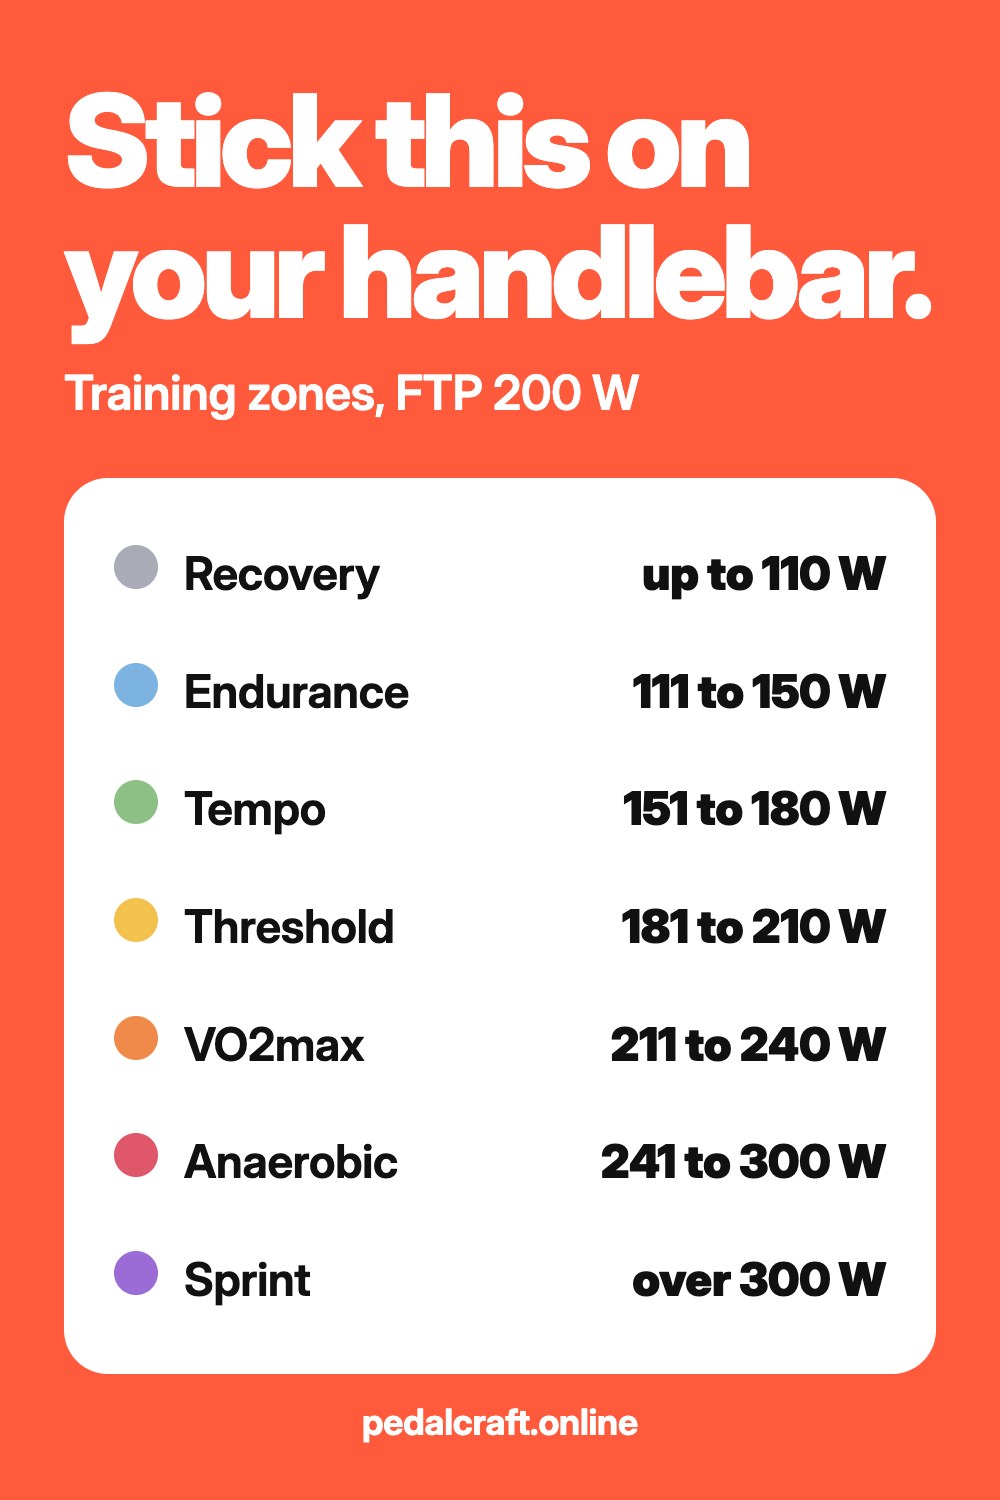 Stick this on
your handlebar.
Training zones, FTP 200 W
Recovery up to 110 W
Endurance 111 to 150 W
Tempo 151 to 180 W
Threshold 181 to 210 W
VO2max 211 to 240 W
Anaerobic 241 to 300 W
Sprint over 300 W
pedalcraft.online